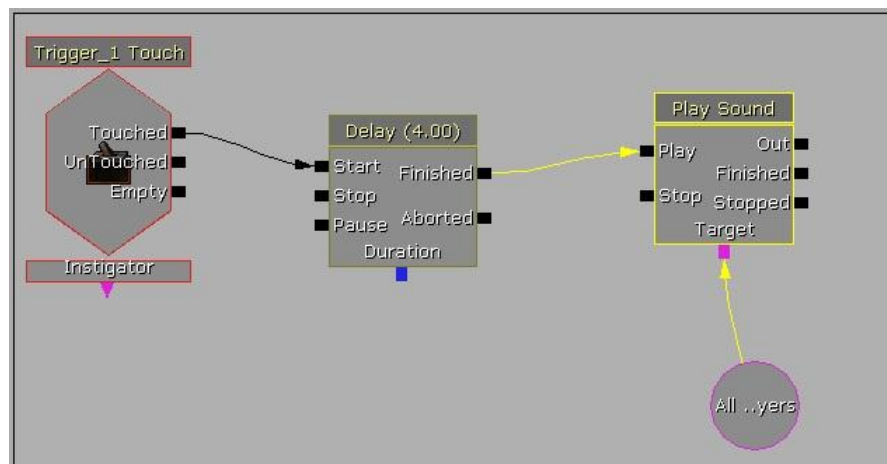 Trigger_1 Touch
Touched
UnTouched
Empty
Instigator
Delay (4.00)
Start
Stop
Pause
Finished
Aborted
Duration
Play Sound
Play
Stop
Out
Finished
Stopped
Target
All ..yers